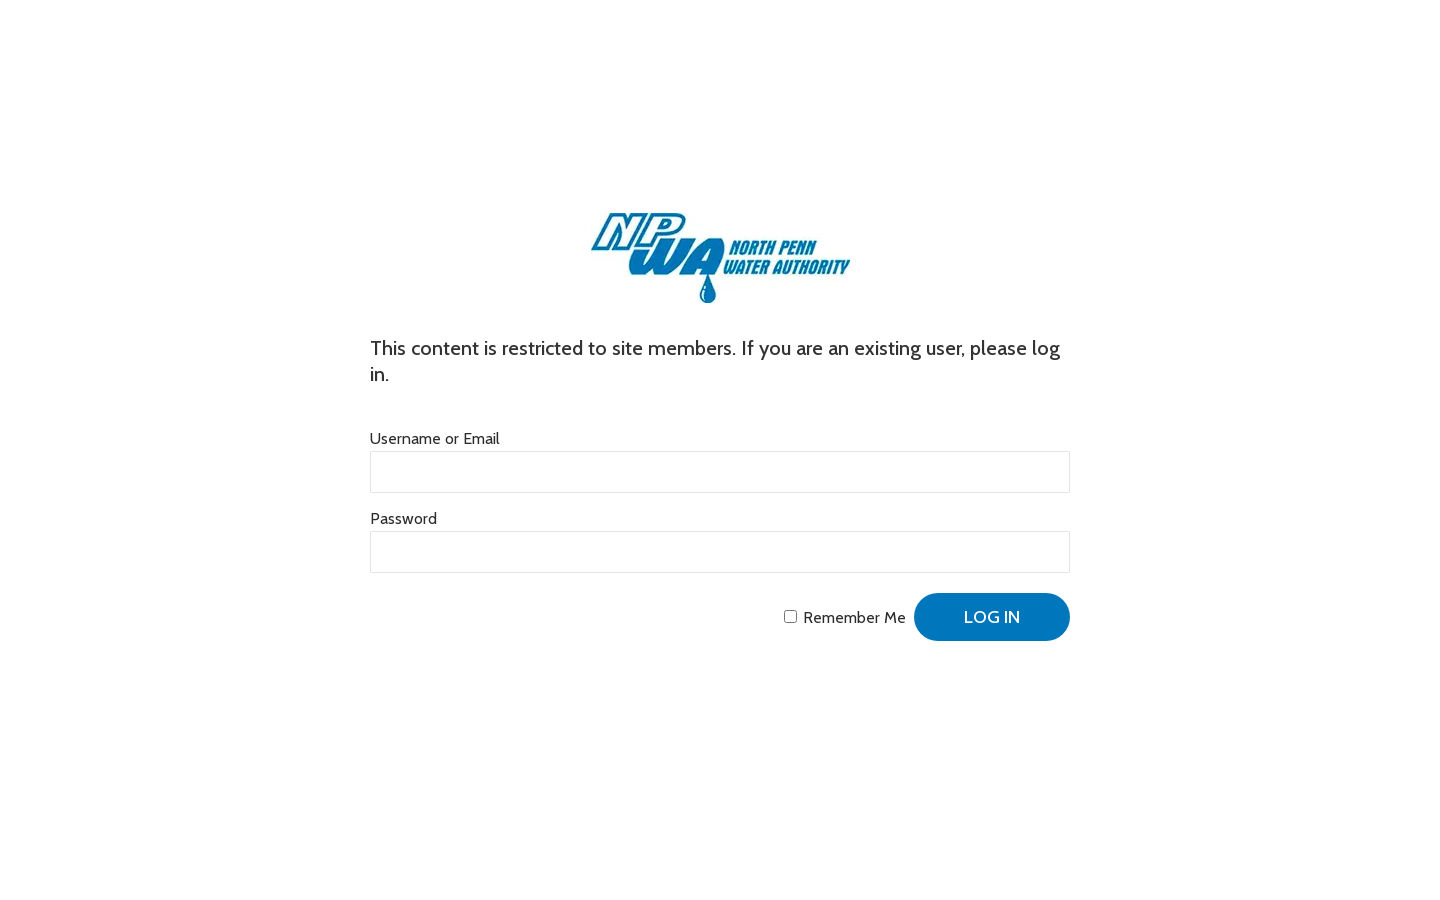 NPWA NORTH PENN
WATER AUTHORITY
This content is restricted to site members. If you are an existing user, please log
in.
Username or Email
Password
Remember Me LOG IN